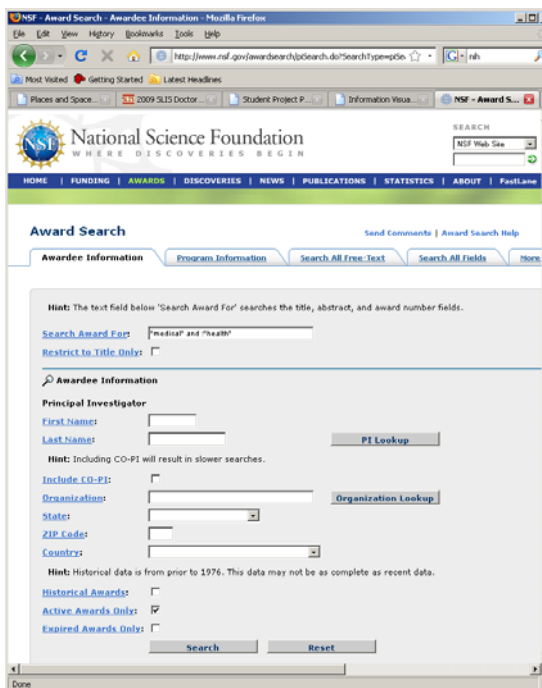 NSF - Award Search - Awardee Information - Mozilla Firefox
File Edit View History Bookmarks Tools Help
http://www.nsf.gov/awardsearch/piSearch.do?SearchType=piSe
nih
Most Visited Getting Started Latest Headlines
Places and Space... 2009 SLIS Doctor... Student Project P... Information Visua... NSF - Award S...
National Science Foundation
WHERE DISCOVERIES BEGIN
NSF
SEARCH
NSF Web Site
HOME | FUNDING | AWARDS | DISCOVERIES | NEWS | PUBLICATIONS | STATISTICS | ABOUT | FastLane
Award Search
Send Comments | Award Search Help
Awardee Information Program Information Search All Free-Text Search All Fields More
Hint: The text field below 'Search Award For' searches the title, abstract, and award number fields.
Search Award For: "medical" and :"health"
Restrict to Title Only:
Awardee Information
Principal Investigator
First Name:
Last Name: PI Lookup
Hint: Including CO-PI will result in slower searches.
Include CO-PI:
Organization: Organization Lookup
State:
ZIP Code:
Country:
Hint: Historical data is from prior to 1976. This data may not be as complete as recent data.
Historical Awards:
Active Awards Only:
Expired Awards Only:
Search Reset
Done